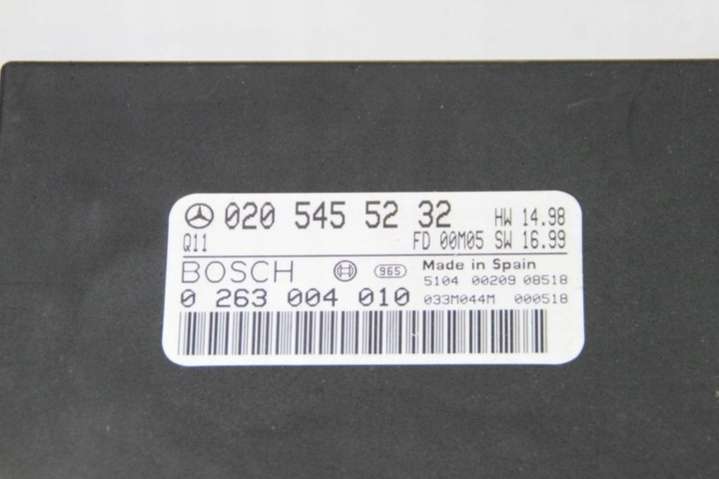 020 545 52 32 HW 14.98
Q11 FD 00M05 SW 16.99
BOSCH 965 Made in Spain
5104 00209 08518
0 263 004 010 033M044M 000518